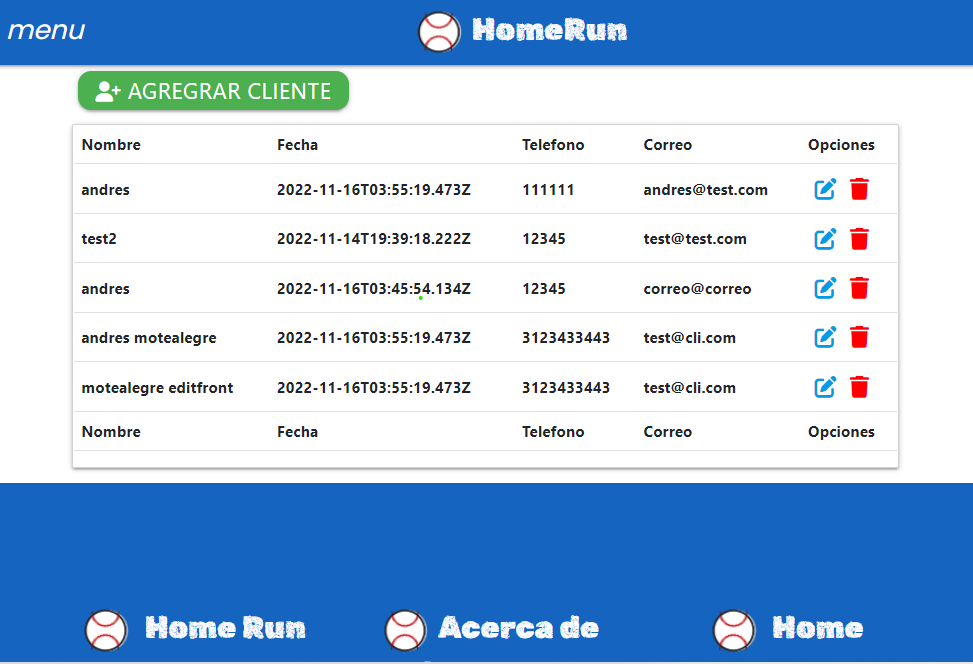 menu
HomeRun
AGREGRAR CLIENTE
Nombre Fecha Telefono Correo Opciones
andres 2022-11-16T03:55:19.473Z 111111 andres@test.com
test2 2022-11-14T19:39:18.222Z 12345 test@test.com
andres 2022-11-16T03:45:54.134Z 12345 correo@correo
andres motealegre 2022-11-16T03:55:19.473Z 3123433443 test@cli.com
motealegre editfront 2022-11-16T03:55:19.473Z 3123433443 test@cli.com
Nombre Fecha Telefono Correo Opciones
Home Run Acerca de Home